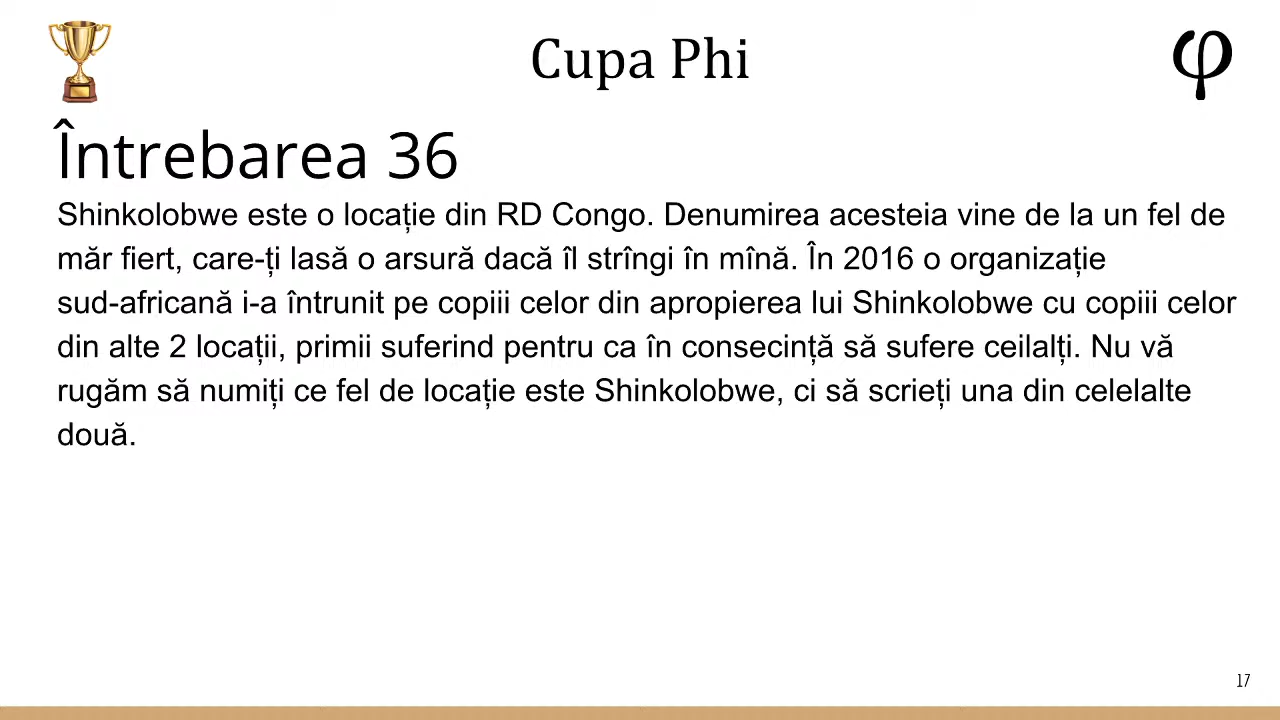 Cupa Phi
φ
Întrebarea 36
Shinkolobwe este o locație din RD Congo. Denumirea acesteia vine de la un fel de
măr fiert, care-ți lasă o arsură dacă îl strîngi în mînă. În 2016 o organizație
sud-africană i-a întrunit pe copiii celor din apropierea lui Shinkolobwe cu copiii celor
din alte 2 locații, primii suferind pentru ca în consecință să sufere ceilalți. Nu vă
rugăm să numiți ce fel de locație este Shinkolobwe, ci să scrieți una din celelalte
două.
17